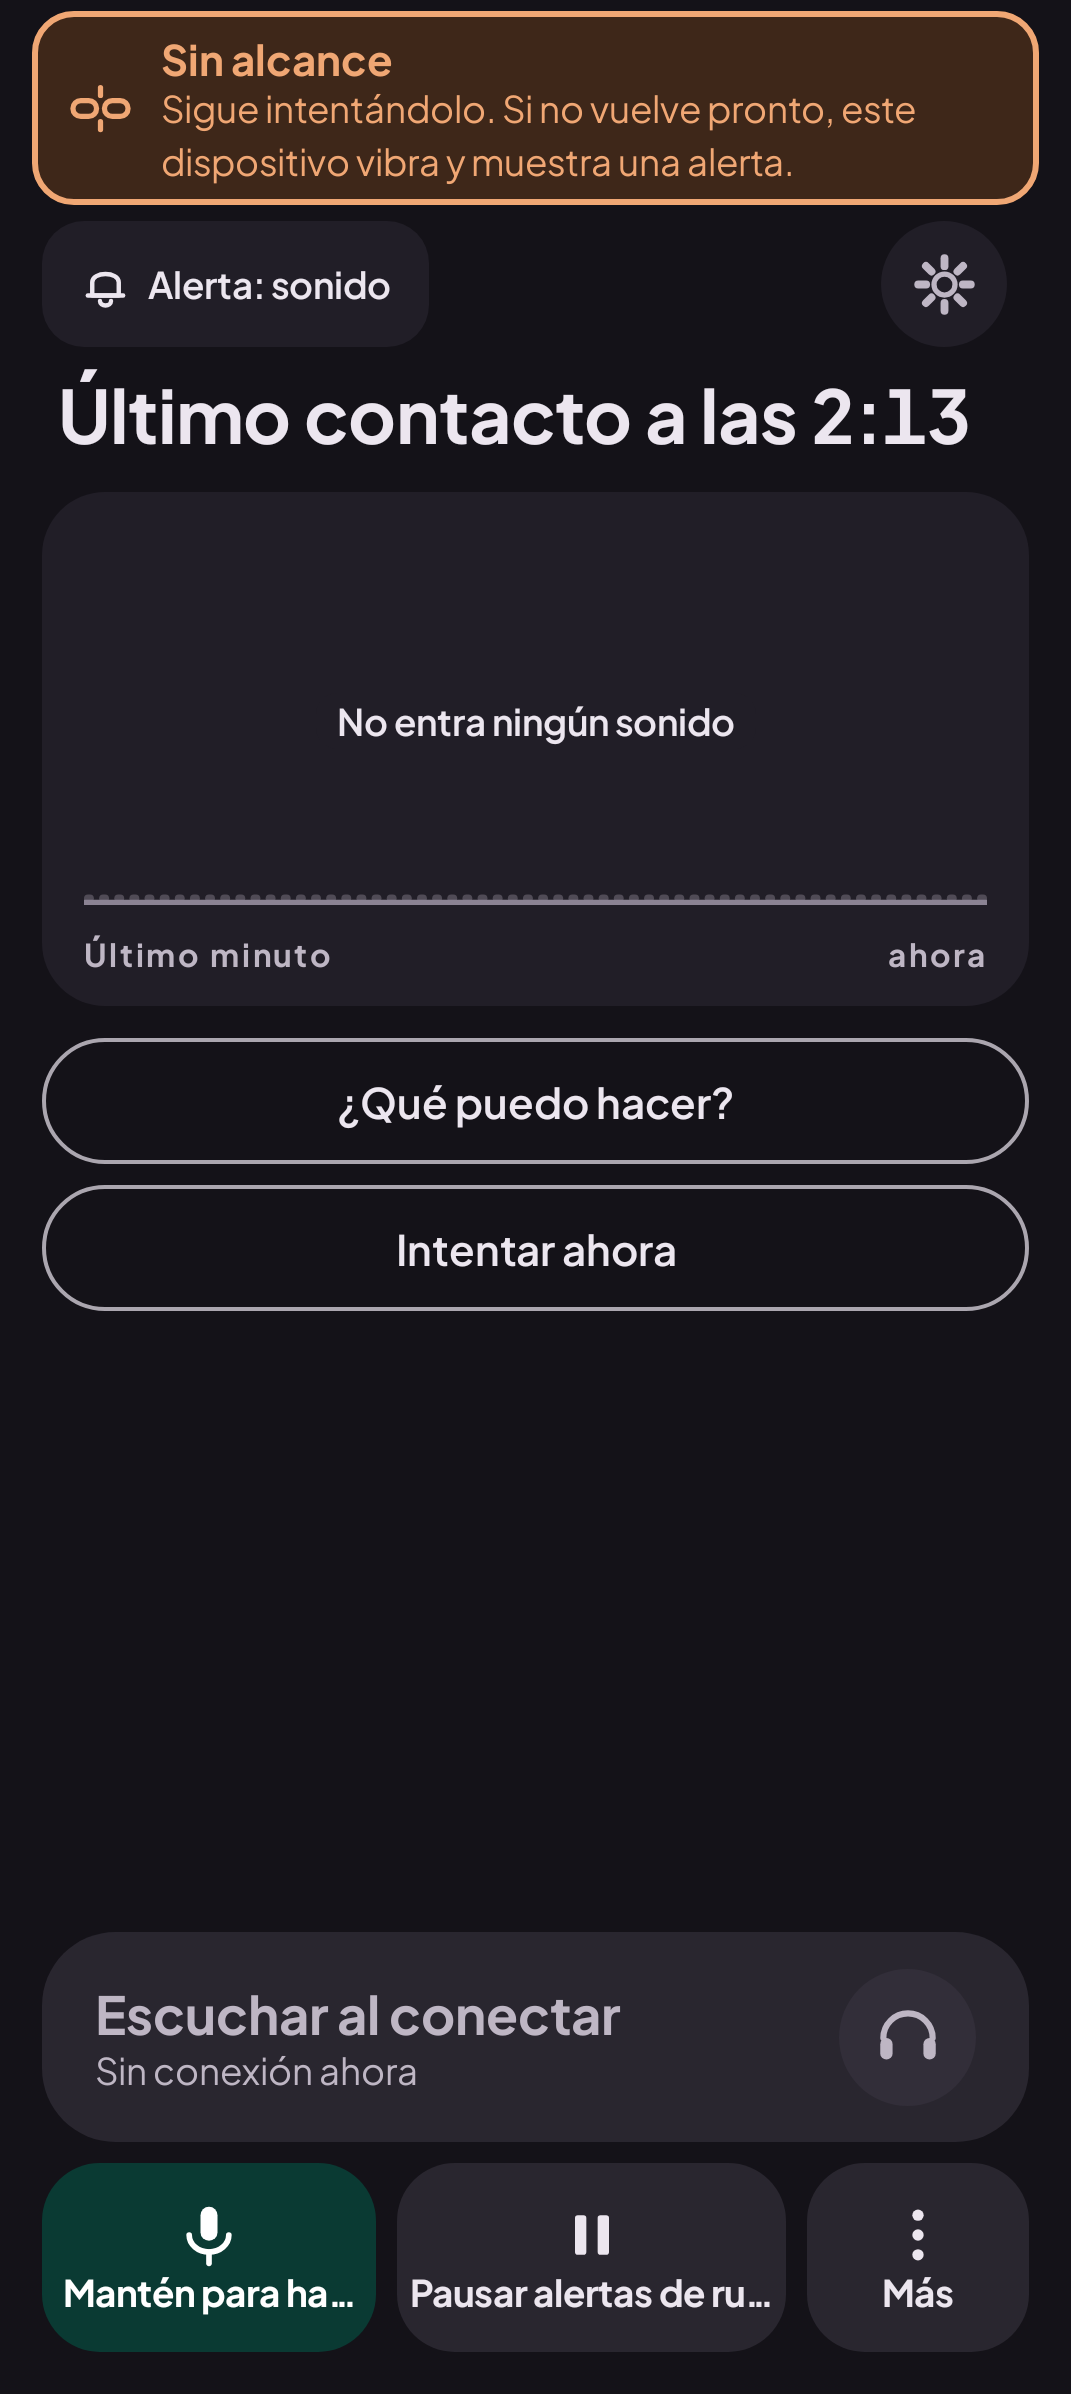 Sin alcance
Sigue intentándolo. Si no vuelve pronto, este
dispositivo vibra y muestra una alerta.
Alerta: sonido
Último contacto a las 2:13
No entra ningún sonido
Último minuto
ahora
¿Qué puedo hacer?
Intentar ahora
Escuchar al conectar
Sin conexión ahora
Mantén para ha...
Pausar alertas de ru...
Más